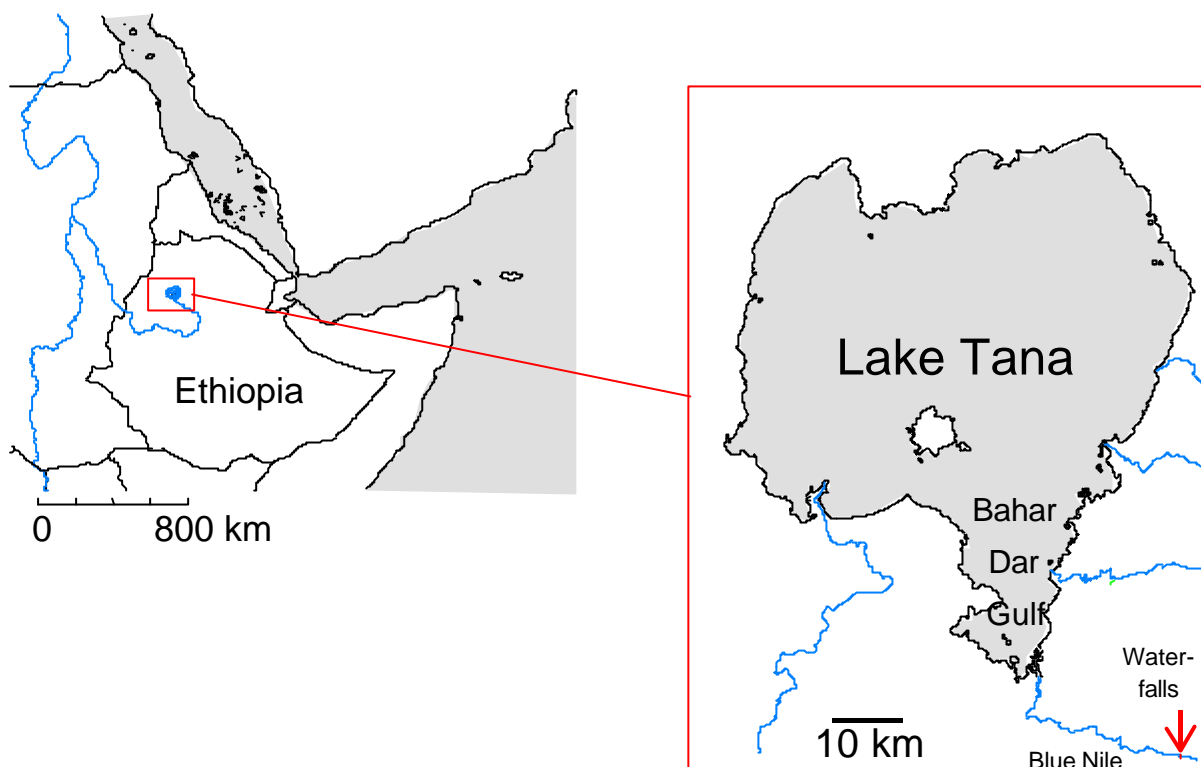 Ethiopia
0 800 km
Lake Tana
Bahar
Dar
Gulf
Water-
falls
10 km
Blue Nile